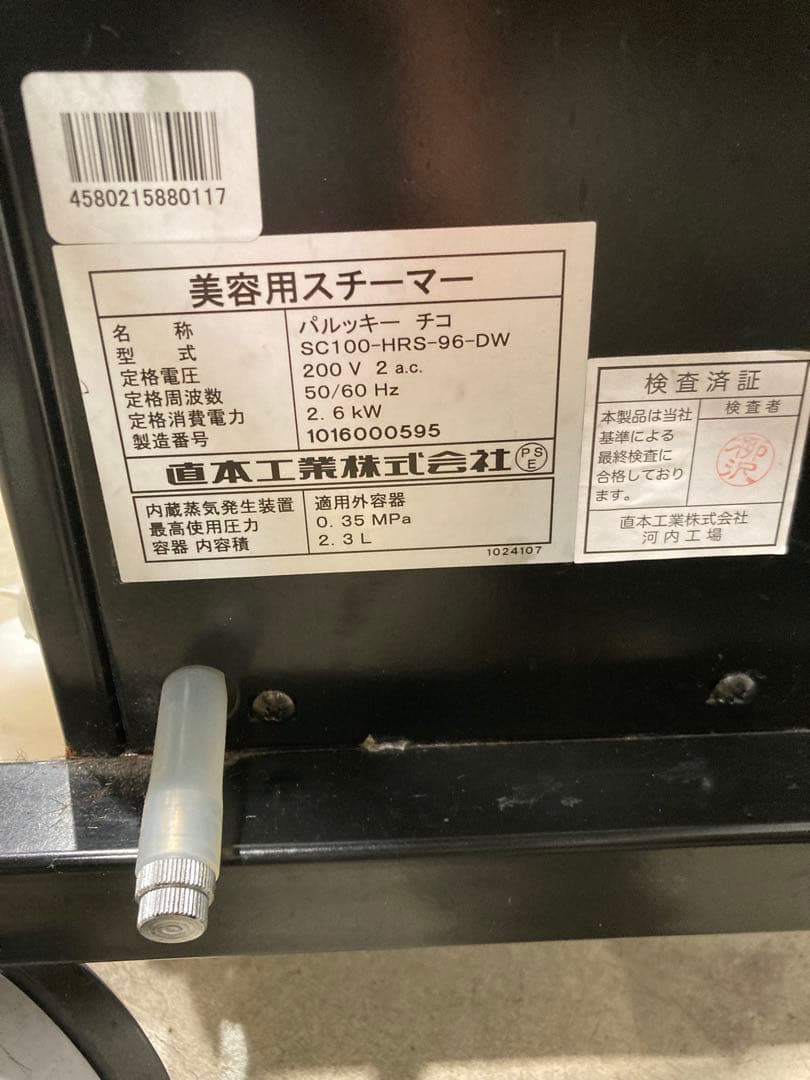 4580215880117
美容用スチーマー
名 称 パルッキー チコ
型 式 SC100-HRS-96-DW
定格電圧 200 V 2 a.c.
定格周波数 50/60 Hz
定格消費電力 2. 6 kW
製造番号 1016000595
直本工業株式会社 PSE
内蔵蒸気発生装置 適用外容器
最高使用圧力 0. 35 MPa
容器 内容積 2. 3 L
1024107
検査済証
本製品は当社
基準による
最終検査に
合格しており
ます。
検査者
柳沢
直本工業株式会社
河内工場